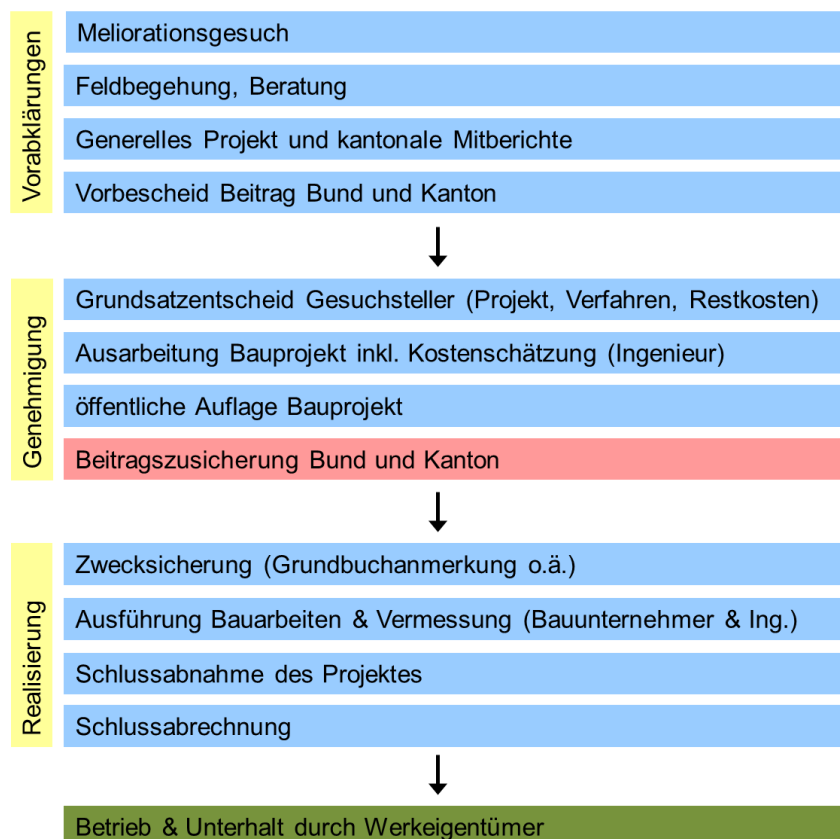 Vorabklärungen
Meliorationsgesuch
Feldbegehung, Beratung
Generelles Projekt und kantonale Mitberichte
Vorbescheid Beitrag Bund und Kanton
Genehmigung
Grundsatzentscheid Gesuchsteller (Projekt, Verfahren, Restkosten)
Ausarbeitung Bauprojekt inkl. Kostenschätzung (Ingenieur)
öffentliche Auflage Bauprojekt
Beitragszusicherung Bund und Kanton
Realisierung
Zwecksicherung (Grundbuchanmerkung o.ä.)
Ausführung Bauarbeiten & Vermessung (Bauunternehmer & Ing.)
Schlussabnahme des Projektes
Schlussabrechnung
Betrieb & Unterhalt durch Werkeigentümer